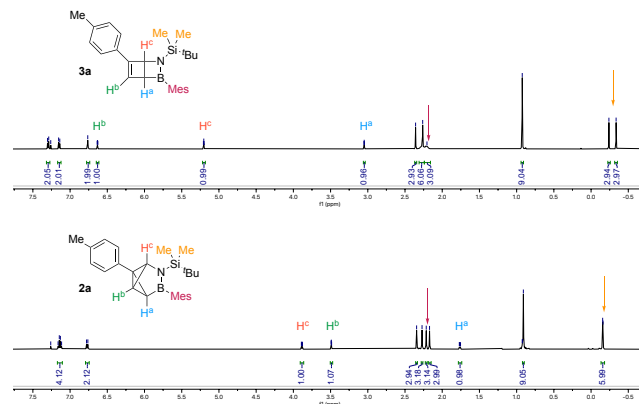 Me
Me Me
Si
tBu
Hᶜ
N
3a
B
Hᵇ
Hᵃ
Mes
Hᵇ
Hᶜ
Hᵃ
2.05
2.01
1.99
1.00
0.99
0.96
2.93
6.06
3.09
9.04
2.94
2.97
7.5 7.0 6.5 6.0 5.5 5.0 4.5 4.0 3.5 3.0 2.5 2.0 1.5 1.0 0.5 0.0 -0.5
f1 (ppm)
Me
Hᶜ
Me Me
Si
tBu
N
2a
B
Hᵇ
Mes
Hᵃ
Hᶜ
Hᵇ
Hᵃ
4.12
2.12
1.00
1.07
2.94
3.18
3.14
2.99
0.98
9.05
5.99
7.5 7.0 6.5 6.0 5.5 5.0 4.5 4.0 3.5 3.0 2.5 2.0 1.5 1.0 0.5 0.0 -0.5
f1 (ppm)